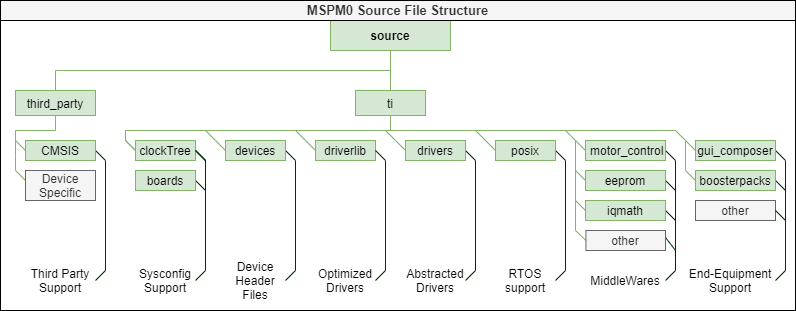 MSPM0 Source File Structure
source
third_party
ti
CMSIS
clockTree
devices
driverlib
drivers
posix
motor_control
gui_composer
Device
Specific
boards
eeprom
boosterpacks
iqmath
other
other
Third Party
Support
Sysconfig
Support
Device
Header
Files
Optimized
Drivers
Abstracted
Drivers
RTOS
support
MiddleWares
End-Equipment
Support